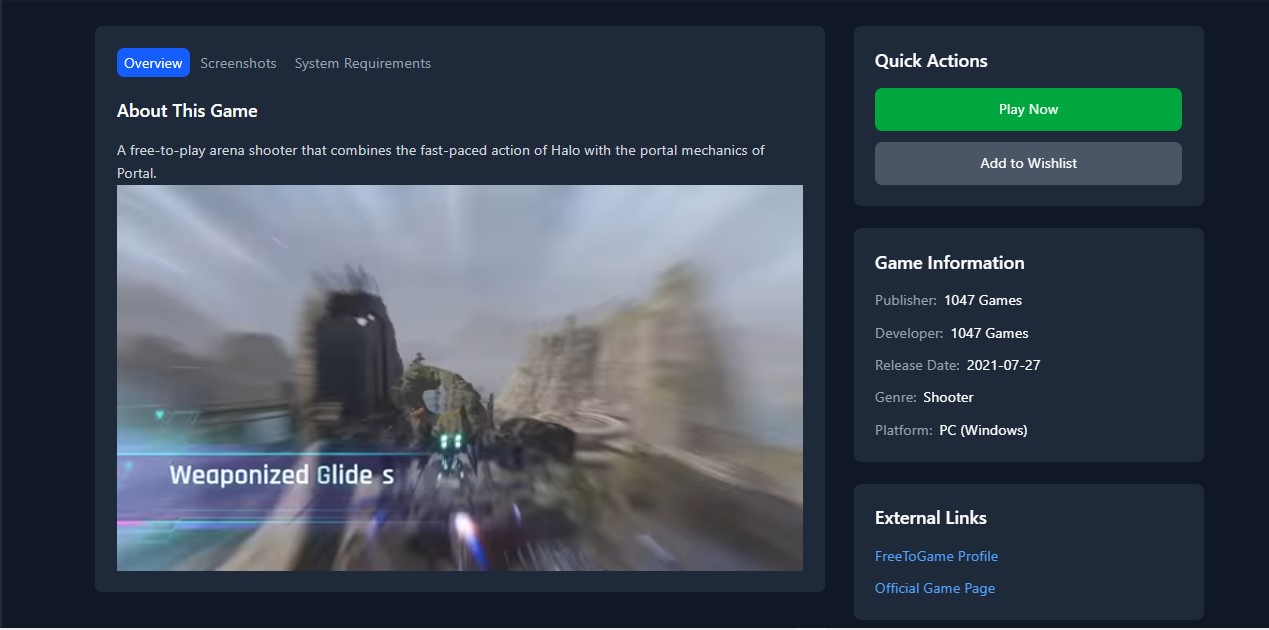 Overview Screenshots System Requirements
About This Game
A free-to-play arena shooter that combines the fast-paced action of Halo with the portal mechanics of
Portal.
Weaponized Glide s
Quick Actions
Play Now
Add to Wishlist
Game Information
Publisher: 1047 Games
Developer: 1047 Games
Release Date: 2021-07-27
Genre: Shooter
Platform: PC (Windows)
External Links
FreeToGame Profile
Official Game Page